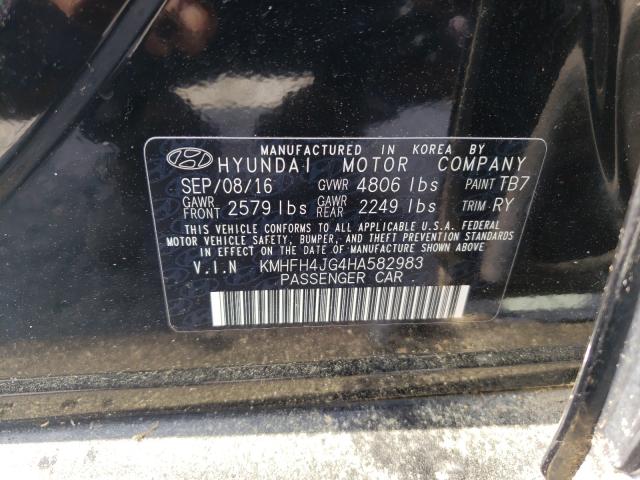 MANUFACTURED IN KOREA BY
HYUNDAI MOTOR COMPANY
SEP/08/16 GVWR 4806 lbs PAINT TB7
GAWR FRONT 2579 lbs GAWR REAR 2249 lbs TRIM RY
THIS VEHICLE CONFORMS TO ALL APPLICABLE U.S.A. FEDERAL
MOTOR VEHICLE SAFETY, BUMPER, AND THEFT PREVENTION STANDARDS
IN EFFECT ON THE DATE OF MANUFACTURE SHOWN ABOVE
V.I.N KMHFH4JG4HA582983
PASSENGER CAR